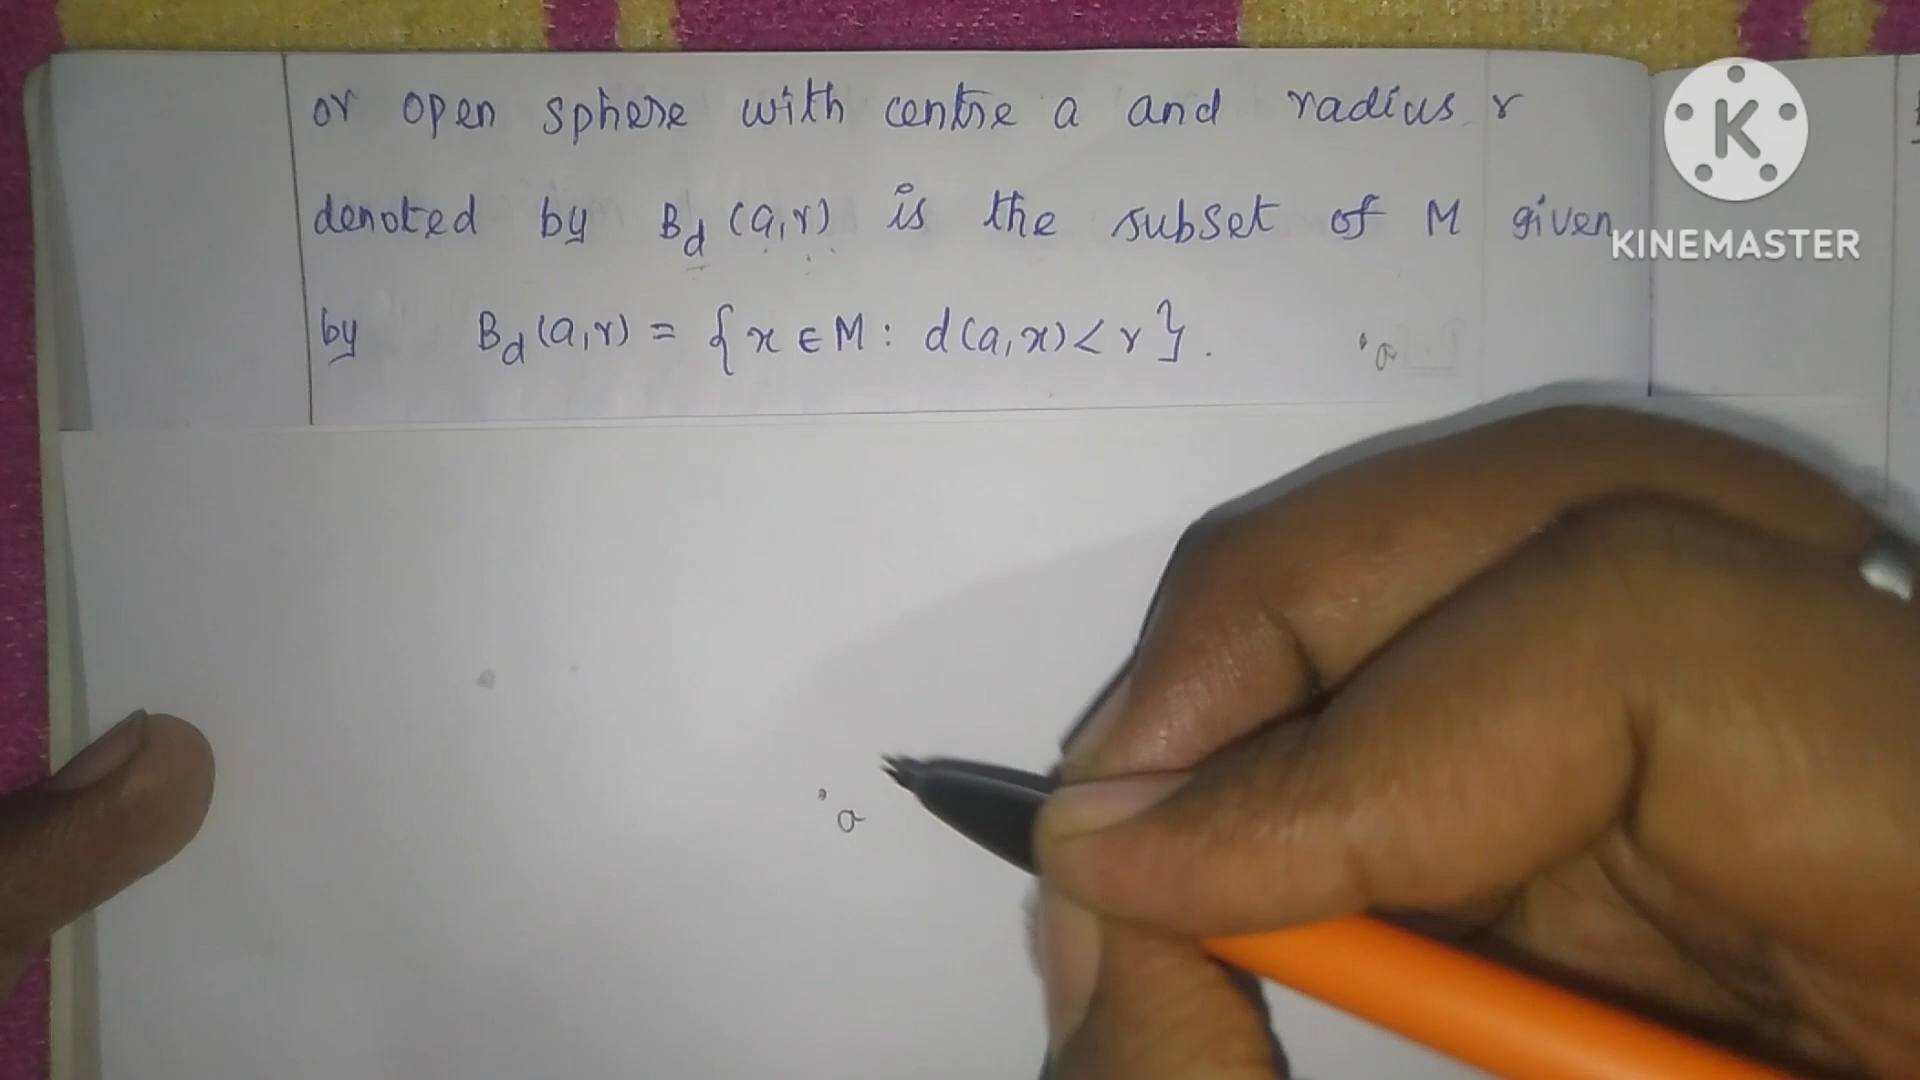 or open sphere with centre a and radius r
denoted by B_d (a,r) is the subset of M given
KINEMASTER
by B_d (a,r) = {x ∈ M : d(a,x) < r}.
a
a